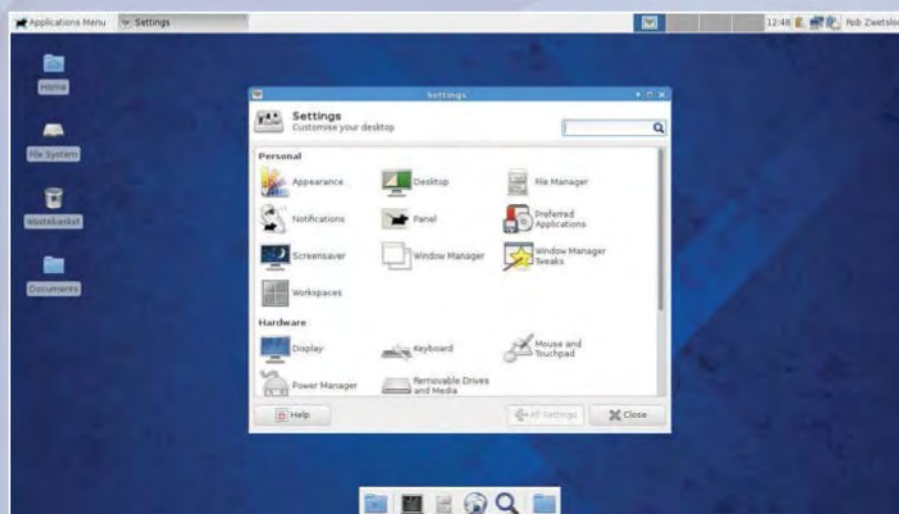 Applications Menu
Settings
12:48
Rob Zwetsloo
Home
File System
Wastebasket
Documents
Settings
Settings
Customise your desktop
Personal
Appearance
Desktop
File Manager
Notifications
Panel
Preferred
Applications
Screensaver
Window Manager
Window Manager
Tweaks
Workspaces
Hardware
Display
Keyboard
Mouse and
Touchpad
Power Manager
Removable Drives
and Media
Help
All Settings
Close